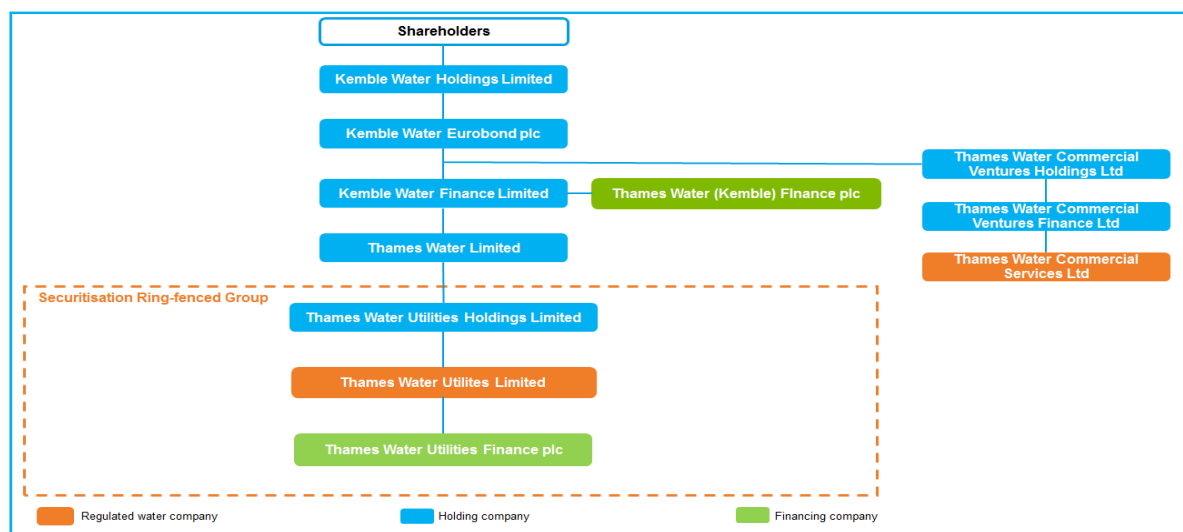 Shareholders
Kemble Water Holdings Limited
Kemble Water Eurobond plc
Thames Water Commercial
Ventures Holdings Ltd
Kemble Water Finance Limited
Thames Water (Kemble) Finance plc
Thames Water Commercial
Ventures Finance Ltd
Thames Water Limited
Thames Water Commercial
Services Ltd
Securitisation Ring-fenced Group
Thames Water Utilities Holdings Limited
Thames Water Utilites Limited
Thames Water Utilities Finance plc
Regulated water company
Holding company
Financing company